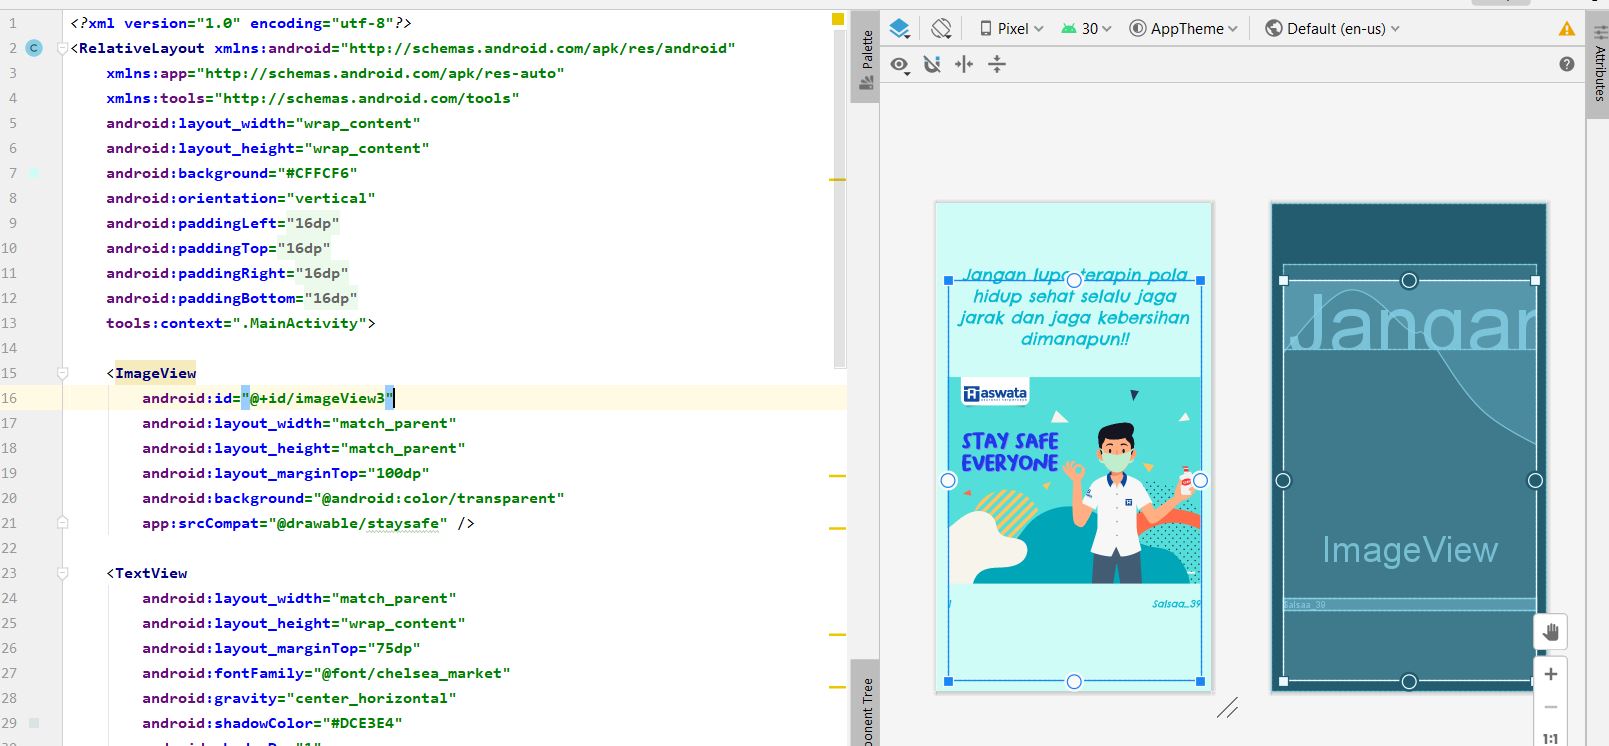 1 <?xml version="1.0" encoding="utf-8"?>
2 C <RelativeLayout xmlns:android="http://schemas.android.com/apk/res/android"
3 xmlns:app="http://schemas.android.com/apk/res-auto"
4 xmlns:tools="http://schemas.android.com/tools"
5 android:layout_width="wrap_content"
6 android:layout_height="wrap_content"
7 android:background="#CFFCF6"
8 android:orientation="vertical"
9 android:paddingLeft="16dp"
10 android:paddingTop="16dp"
11 android:paddingRight="16dp"
12 android:paddingBottom="16dp"
13 tools:context=".MainActivity">
14
15 <ImageView
16 android:id="@+id/imageView3"
17 android:layout_width="match_parent"
18 android:layout_height="match_parent"
19 android:layout_marginTop="100dp"
20 android:background="@android:color/transparent"
21 app:srcCompat="@drawable/staysafe" />
22
23 <TextView
24 android:layout_width="match_parent"
25 android:layout_height="wrap_content"
26 android:layout_marginTop="75dp"
27 android:fontFamily="@font/chelsea_market"
28 android:gravity="center_horizontal"
29 android:shadowColor="#DCE3E4"
Palette
Pixel 30 AppTheme Default (en-us)
Attributes
Jangan lupa terapin pola
hidup sehat selalu jaga
jarak dan jaga kebersihan
dimanapun!!
aswata
STAY SAFE
EVERYONE
Salsaa_39
Jangan
ImageView
Salsaa_39
ponent Tree
1:1